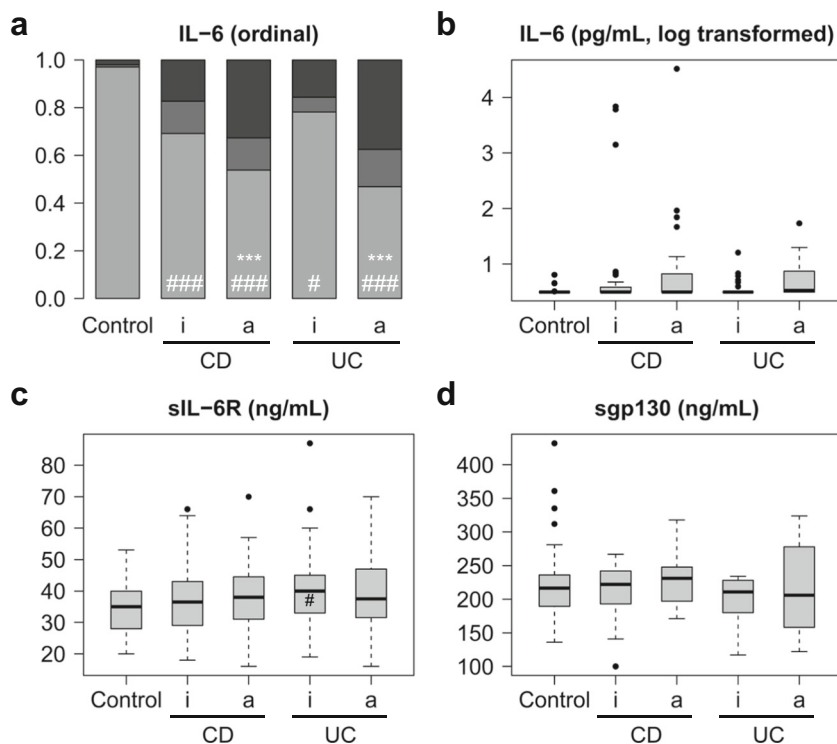 a
IL−6 (ordinal)
1.0
0.8
0.6
0.4
0.2
0.0
### *** ### # *** ###
Control i a i a
CD UC
b
IL−6 (pg/mL, log transformed)
4
3
2
1
Control i a i a
CD UC
c
sIL−6R (ng/mL)
80
70
60
50
40
30
20
#
Control i a i a
CD UC
d
sgp130 (ng/mL)
400
350
300
250
200
150
100
Control i a i a
CD UC